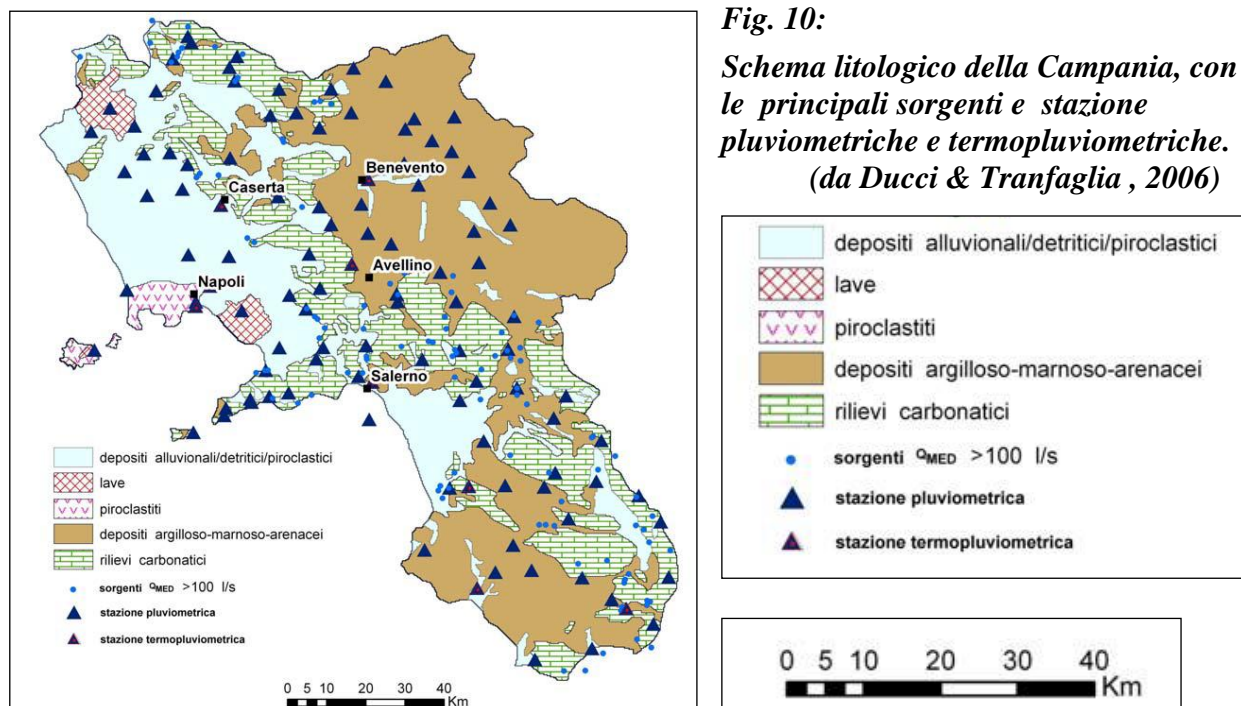 Fig. 10:
Schema litologico della Campania, con
le principali sorgenti e stazione
pluviometriche e termopluviometriche.
(da Ducci & Tranfaglia , 2006)
Benevento
Caserta
Avellino
Napoli
Salerno
depositi alluvionali/detritici/piroclastici
lave
piroclastiti
depositi argilloso-marnoso-arenacei
rilievi carbonatici
sorgenti QMED >100 l/s
stazione pluviometrica
stazione termopluviometrica
0 5 10 20 30 40
Km
depositi alluvionali/detritici/piroclastici
lave
piroclastiti
depositi argilloso-marnoso-arenacei
rilievi carbonatici
sorgenti QMED >100 l/s
stazione pluviometrica
stazione termopluviometrica
0 5 10 20 30 40
Km